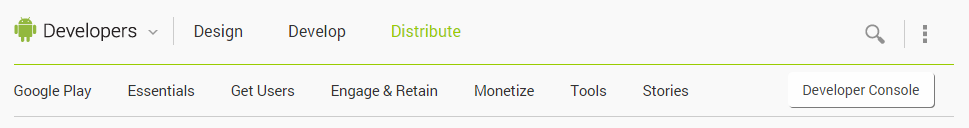 Developers Design Develop Distribute
Google Play Essentials Get Users Engage & Retain Monetize Tools Stories Developer Console